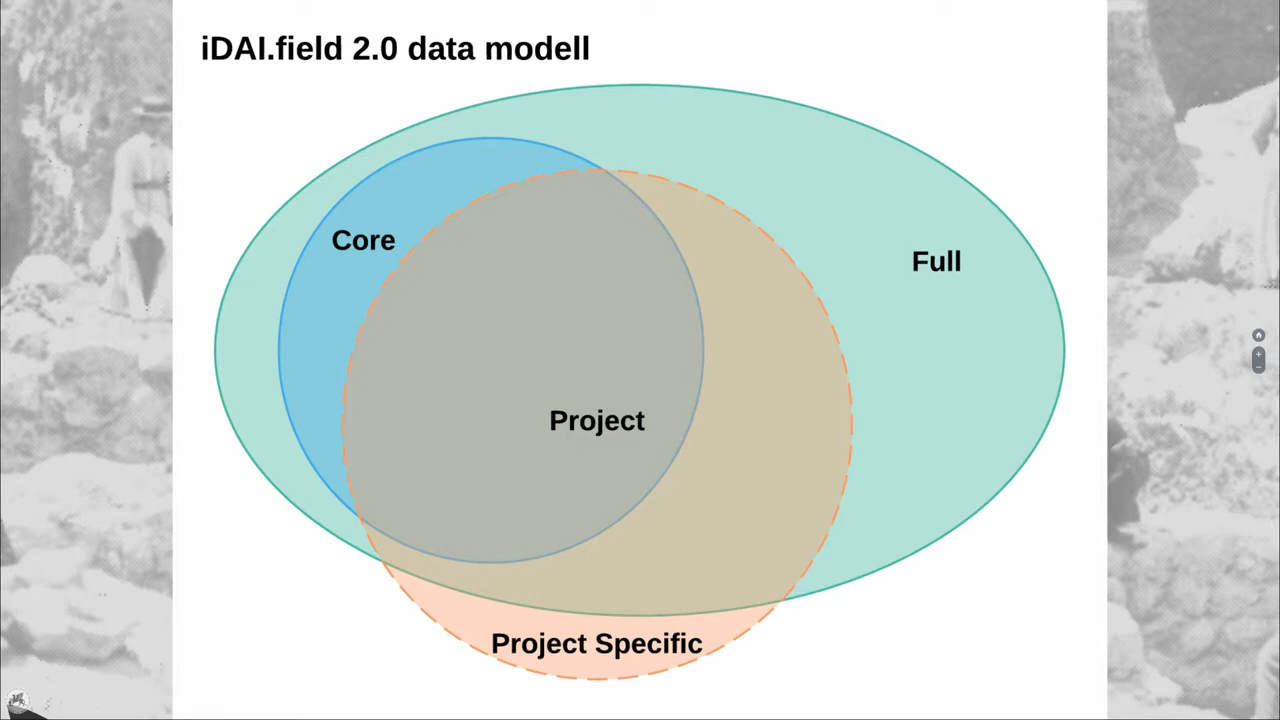 iDAI.field 2.0 data modell
Core
Full
Project
Project Specific